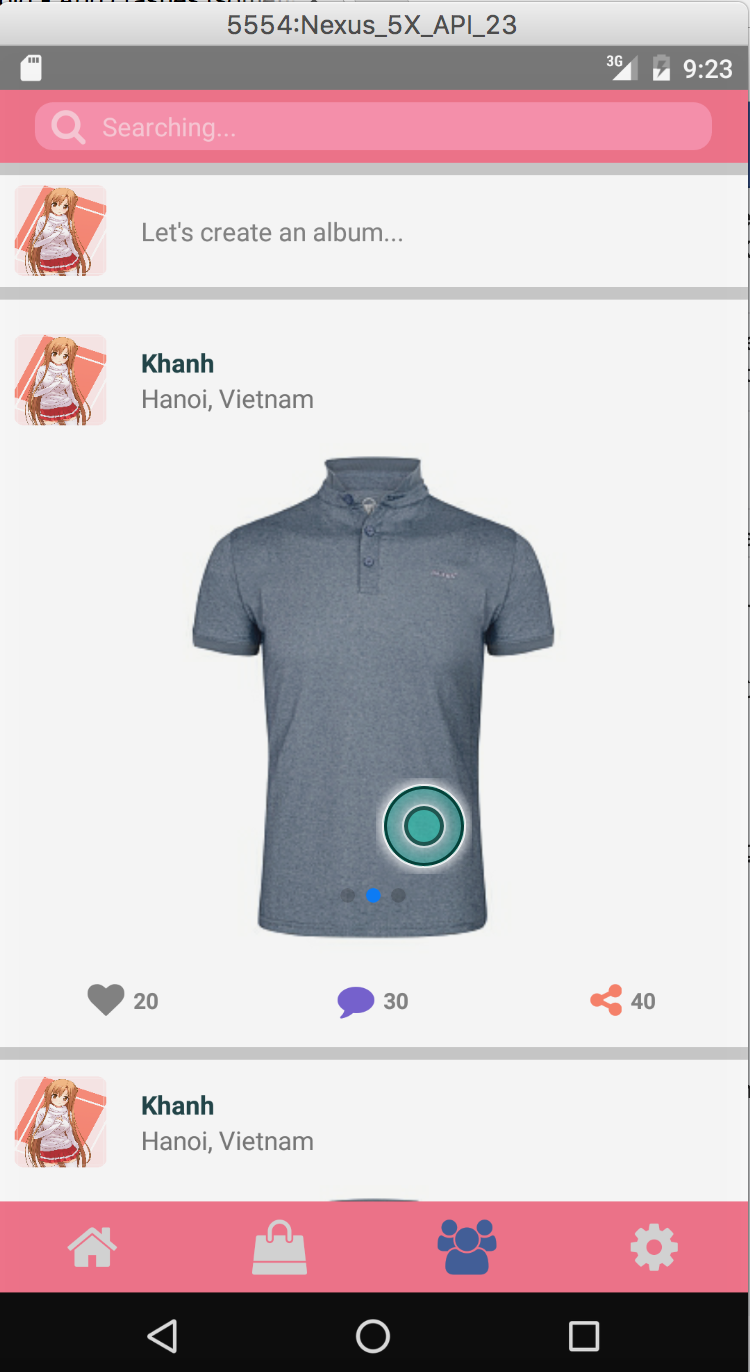 5554:Nexus_5X_API_23
3G 9:23
Searching...
Let's create an album...
Khanh
Hanoi, Vietnam
20 30 40
Khanh
Hanoi, Vietnam